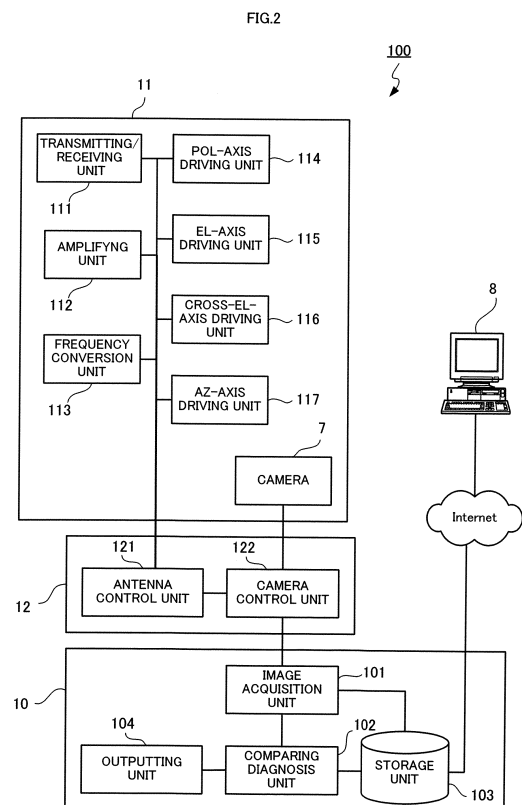 FIG.2
100
11
TRANSMITTING/
RECEIVING
UNIT
111
POL-AXIS
DRIVING UNIT
114
AMPLIFYNG
UNIT
112
EL-AXIS
DRIVING UNIT
115
CROSS-EL-
AXIS DRIVING
UNIT
116
FREQUENCY
CONVERSION
UNIT
113
AZ-AXIS
DRIVING UNIT
117
8
7
CAMERA
Internet
121
122
ANTENNA
CONTROL UNIT
CAMERA
CONTROL UNIT
12
IMAGE
ACQUISITION
UNIT
101
10
104
102
OUTPUTTING
UNIT
COMPARING
DIAGNOSIS
UNIT
STORAGE
UNIT
103